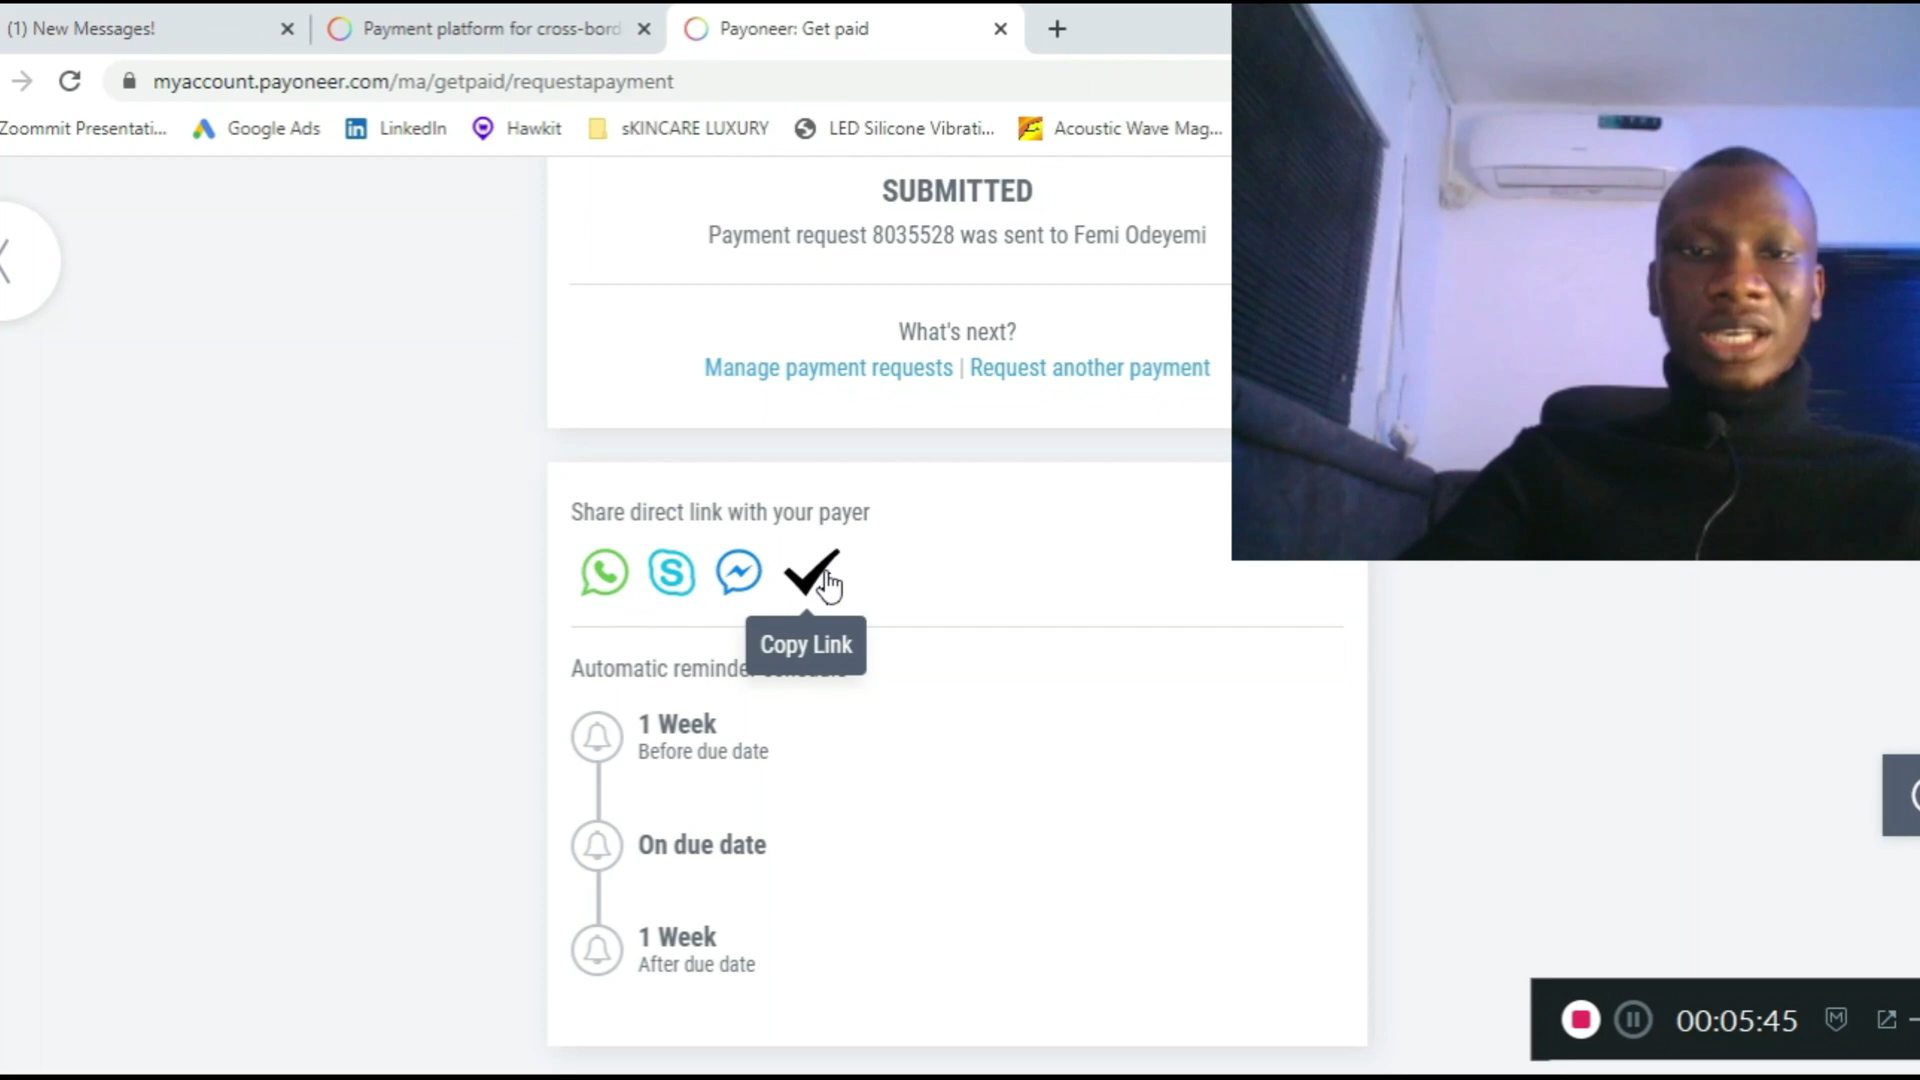 (1) New Messages!
Payment platform for cross-bord
Payoneer: Get paid
myaccount.payoneer.com/ma/getpaid/requestapayment
Zoommit Presentati...
Google Ads
LinkedIn
Hawkit
sKINCARE LUXURY
LED Silicone Vibrati...
Acoustic Wave Mag...
SUBMITTED
Payment request 8035528 was sent to Femi Odeyemi
What's next?
Manage payment requests | Request another payment
Share direct link with your payer
Copy Link
Automatic reminder
1 Week
Before due date
On due date
1 Week
After due date
00:05:45